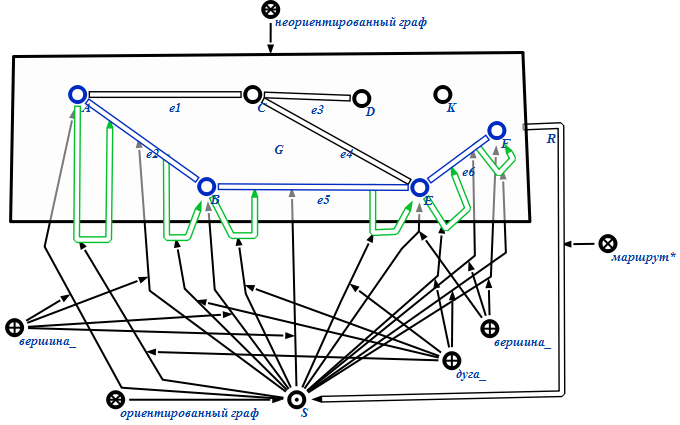 неориентированный граф
A
e1
C
e3
D
K
e2
G
e4
F
R
e6
B
e5
E
маршрут*
вершина_
вершина_
дуга_
ориентированный граф
S